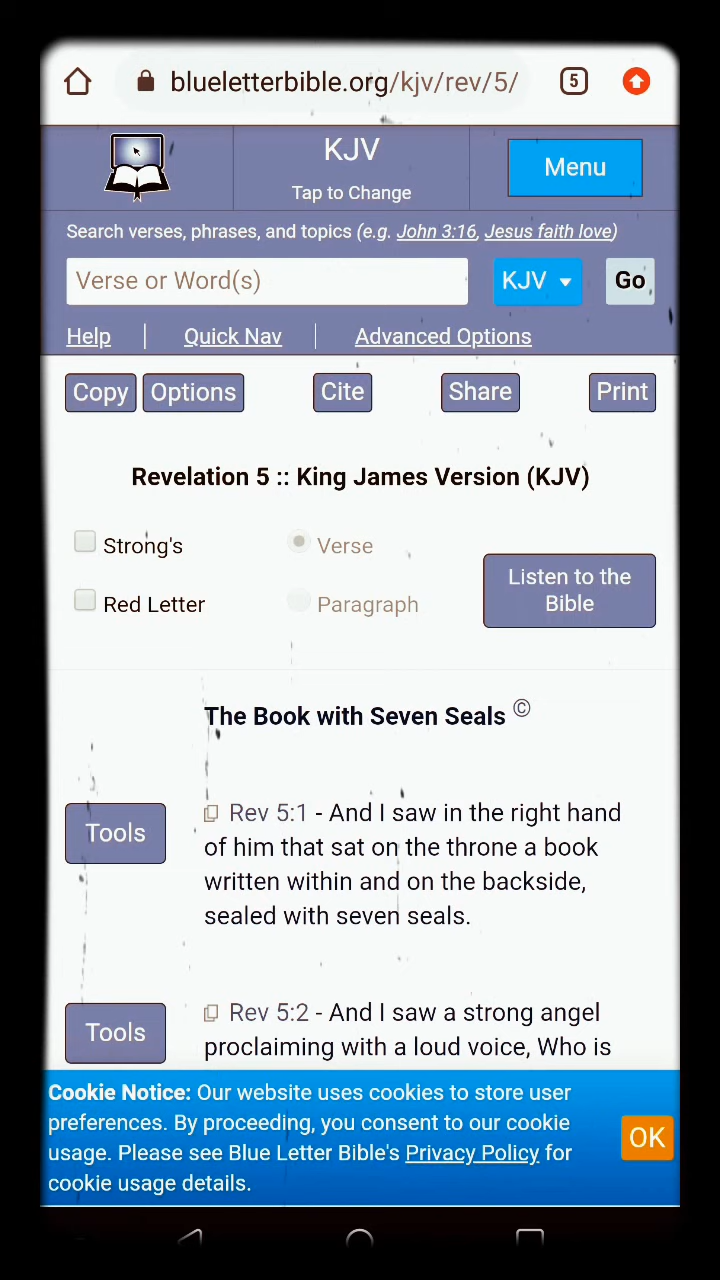 blueletterbible.org/kjv/rev/5/ 5
KJV
Tap to Change
Menu
Search verses, phrases, and topics (e.g. John 3:16, Jesus faith love)
Verse or Word(s) KJV Go
Help | Quick Nav | Advanced Options
Copy Options Cite Share Print
Revelation 5 :: King James Version (KJV)
Strong's Verse
Red Letter Paragraph
Listen to the
Bible
The Book with Seven Seals ©
Tools
Rev 5:1 - And I saw in the right hand
of him that sat on the throne a book
written within and on the backside,
sealed with seven seals.
Tools
Rev 5:2 - And I saw a strong angel
proclaiming with a loud voice, Who is
Cookie Notice: Our website uses cookies to store user
preferences. By proceeding, you consent to our cookie
usage. Please see Blue Letter Bible's Privacy Policy for
cookie usage details.
OK